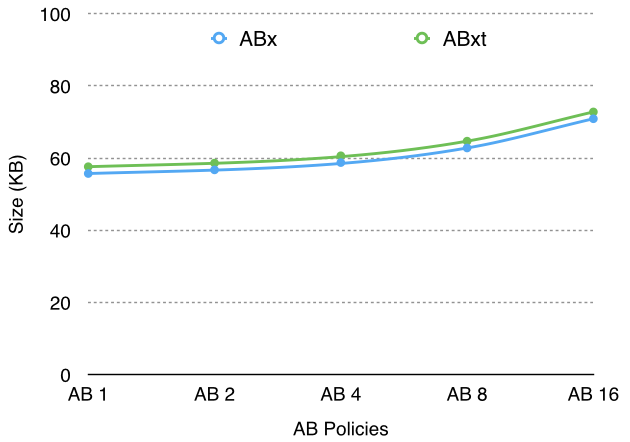 100
ABx
ABxt
80
60
40
20
0
Size (KB)
AB 1
AB 2
AB 4
AB 8
AB 16
AB Policies